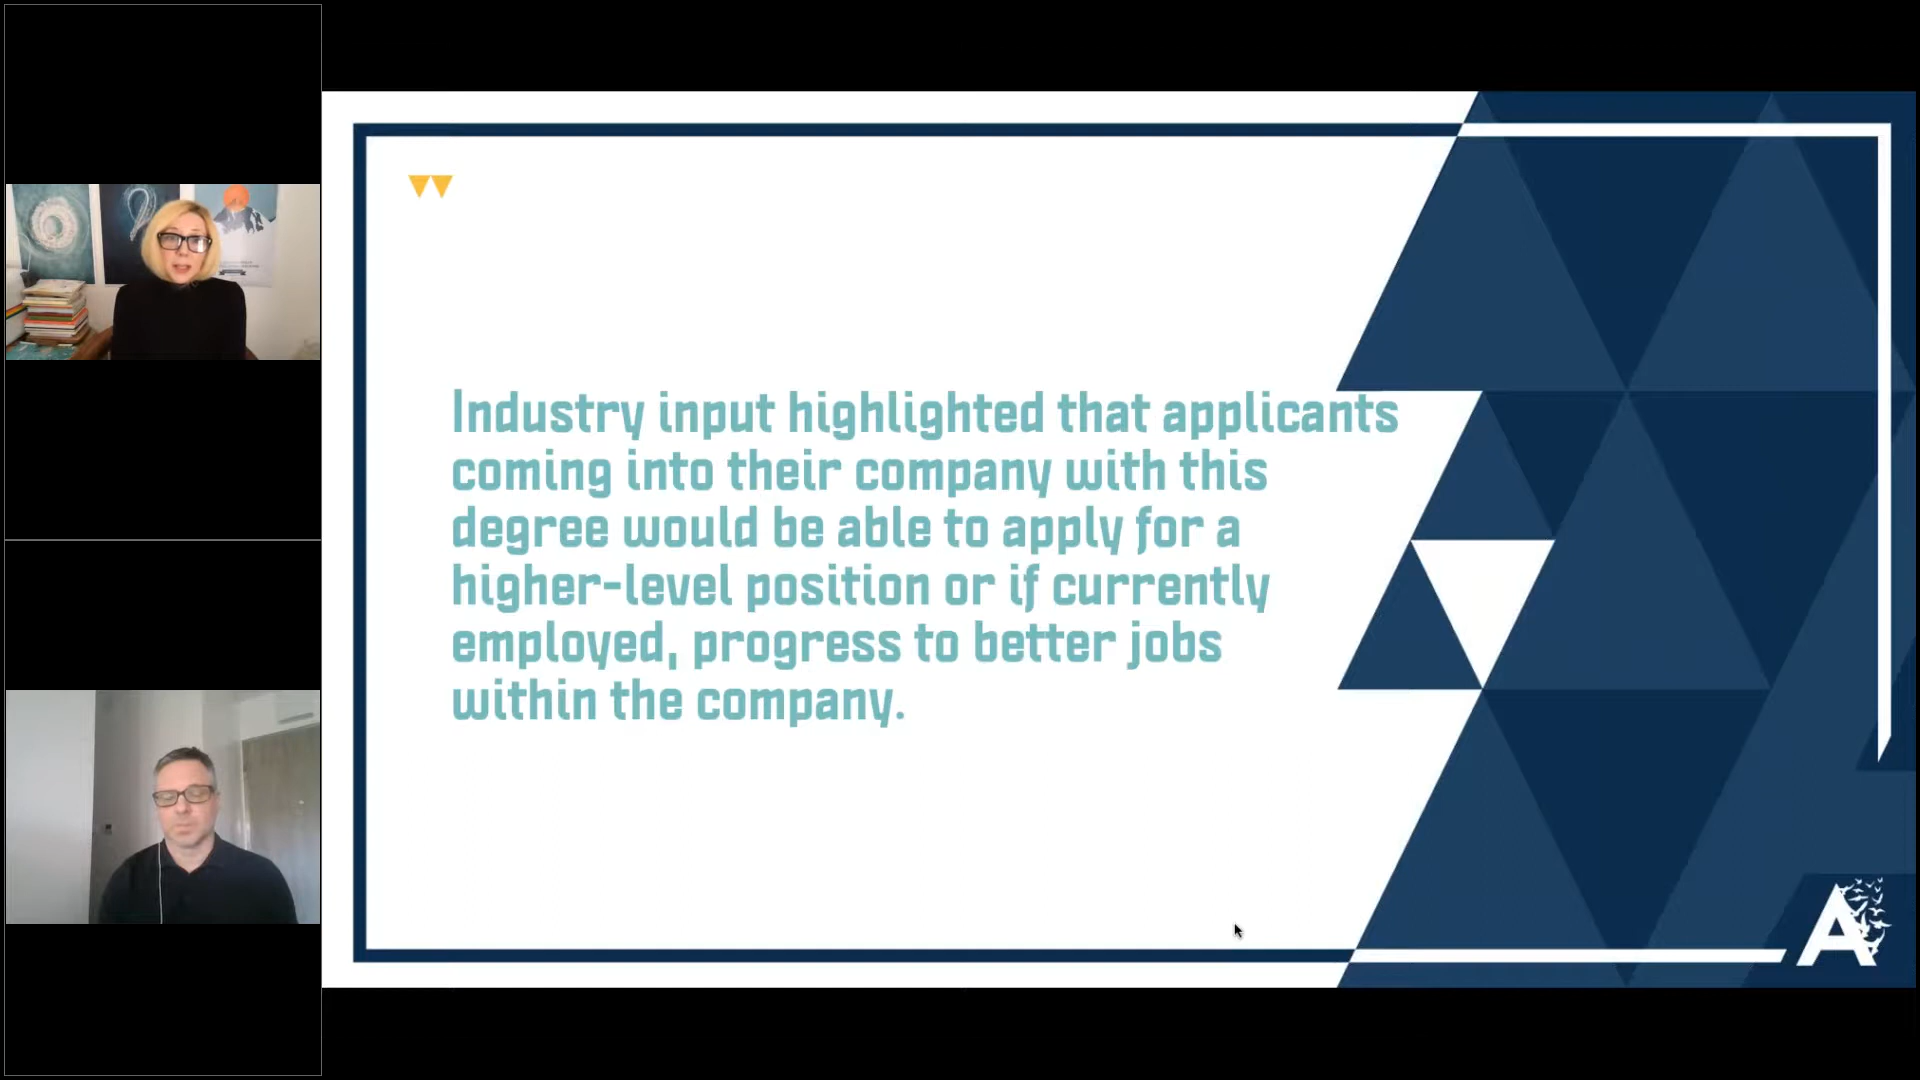 Industry input highlighted that applicants
coming into their company with this
degree would be able to apply for a
higher-level position or if currently
employed, progress to better jobs
within the company.
A